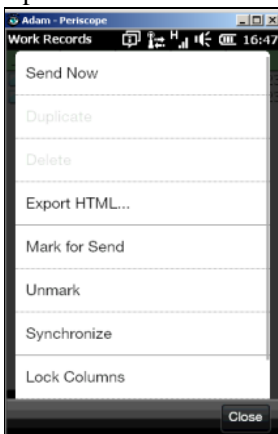 Adam - Periscope
Work Records H 16:47
Send Now
Duplicate
Delete
Export HTML...
Mark for Send
Unmark
Synchronize
Lock Columns
Close